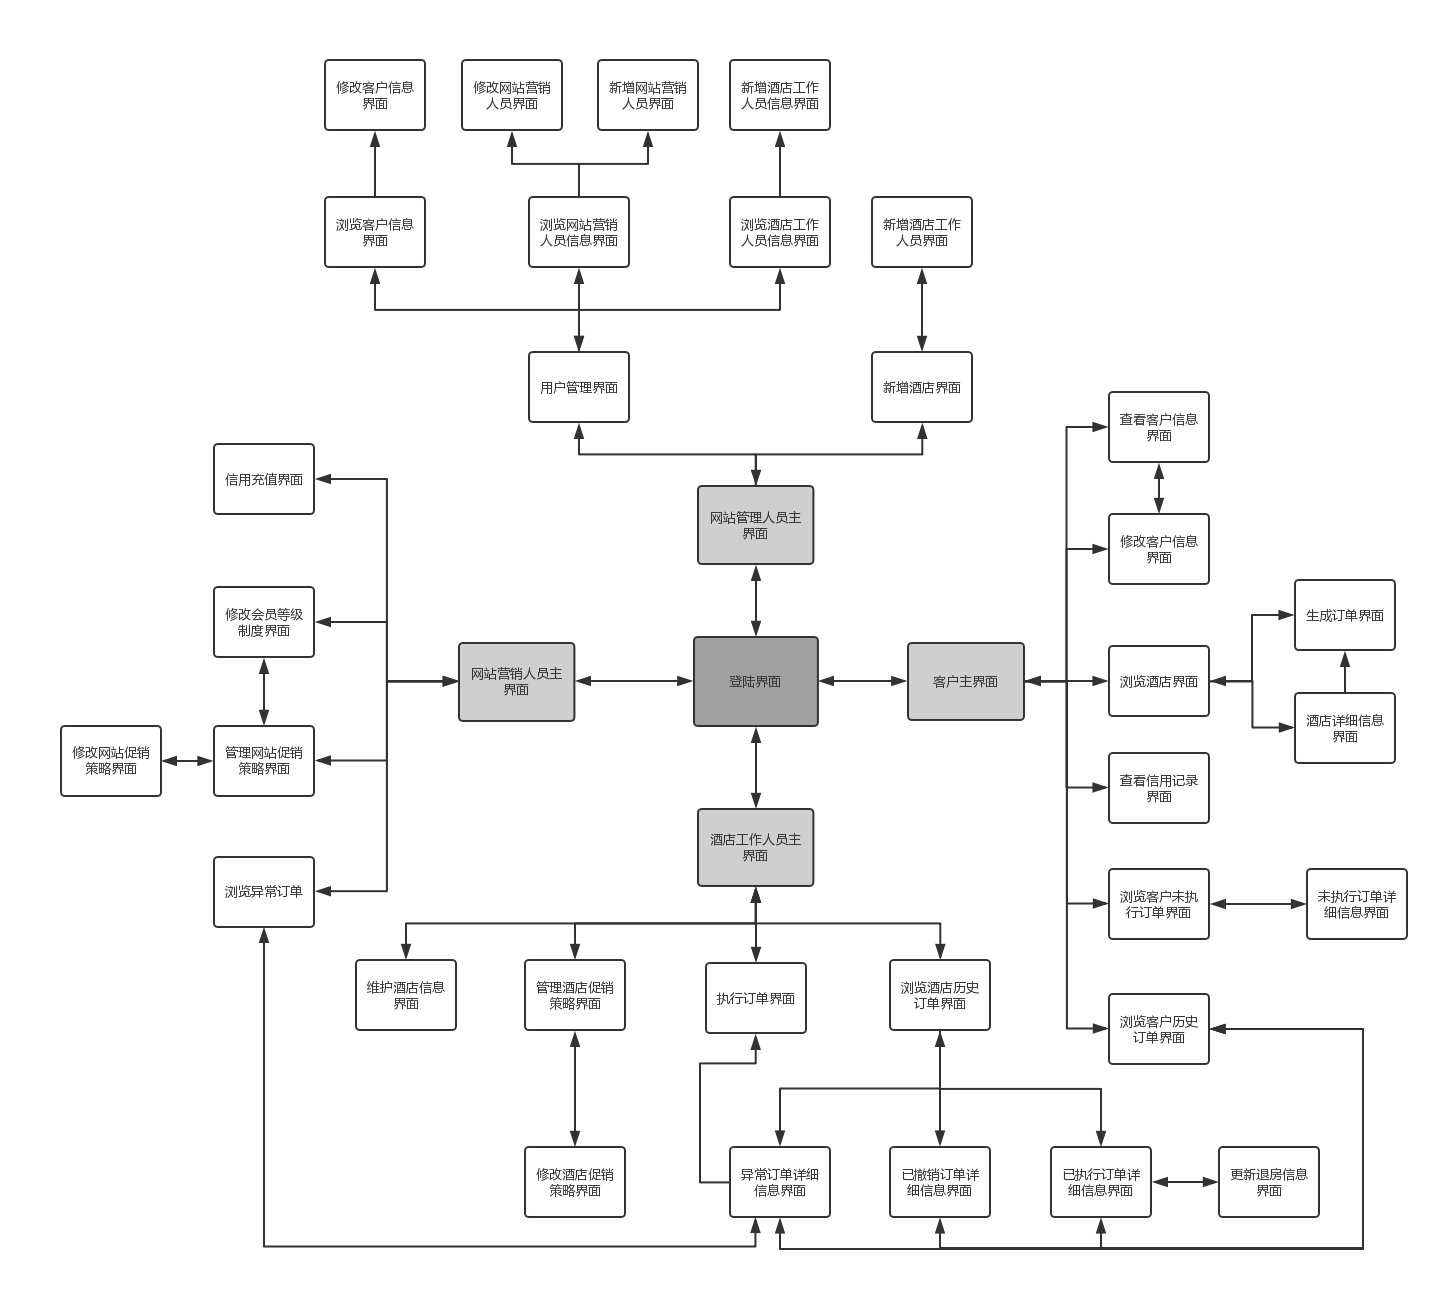 修改客户信息
界面
修改网站营销
人员界面
新增网站营销
人员界面
新增酒店工作
人员信息界面
浏览客户信息
界面
浏览网站营销
人员信息界面
浏览酒店工作
人员信息界面
新增酒店工作
人员界面
用户管理界面
新增酒店界面
查看客户信息
界面
信用充值界面
网站管理人员主
界面
修改客户信息
界面
修改会员等级
制度界面
生成订单界面
网站营销人员主
界面
登陆界面
客户主界面
浏览酒店界面
酒店详细信息
界面
修改网站促销
策略界面
管理网站促销
策略界面
查看信用记录
界面
酒店工作人员主
界面
浏览异常订单
浏览客户未执
行订单界面
未执行订单详
细信息界面
维护酒店信息
界面
管理酒店促销
策略界面
执行订单界面
浏览酒店历史
订单界面
浏览客户历史
订单界面
修改酒店促销
策略界面
异常订单详细
信息界面
已撤销订单详
细信息界面
已执行订单详
细信息界面
更新退房信息
界面